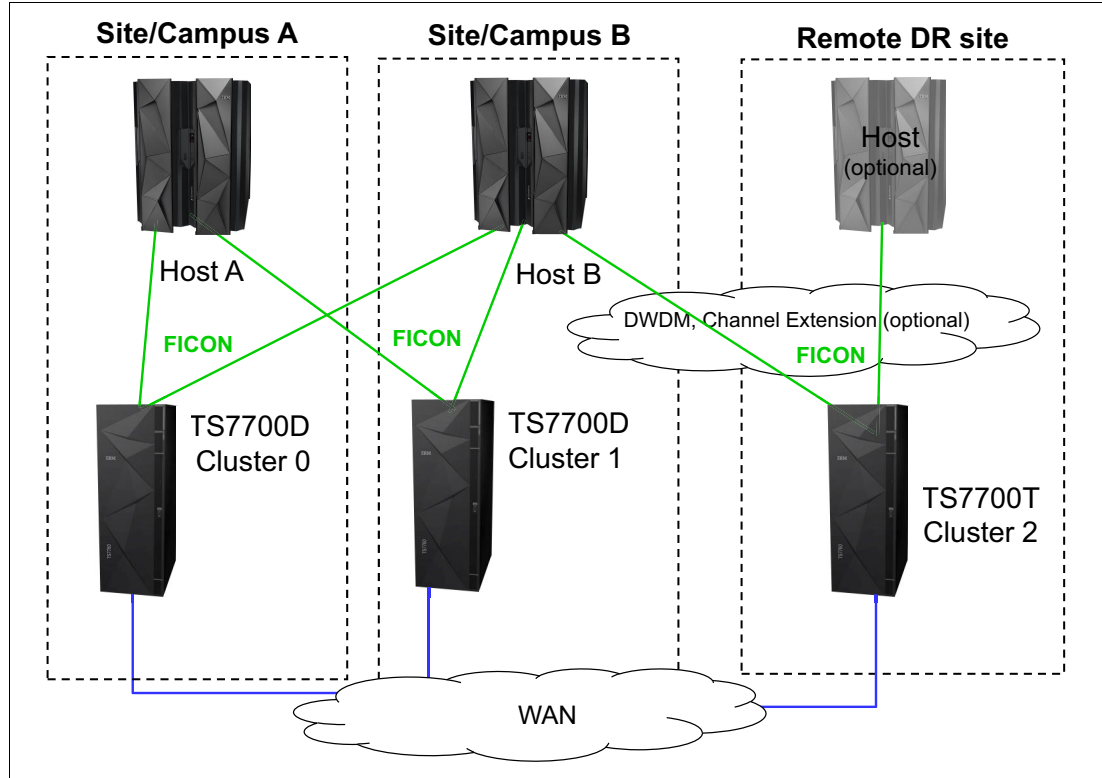 Site/Campus A
Site/Campus B
Remote DR site
Host
(optional)
Host A
Host B
DWDM, Channel Extension (optional)
FICON
FICON
FICON
TS7700D
Cluster 0
TS7700D
Cluster 1
TS7700T
Cluster 2
WAN